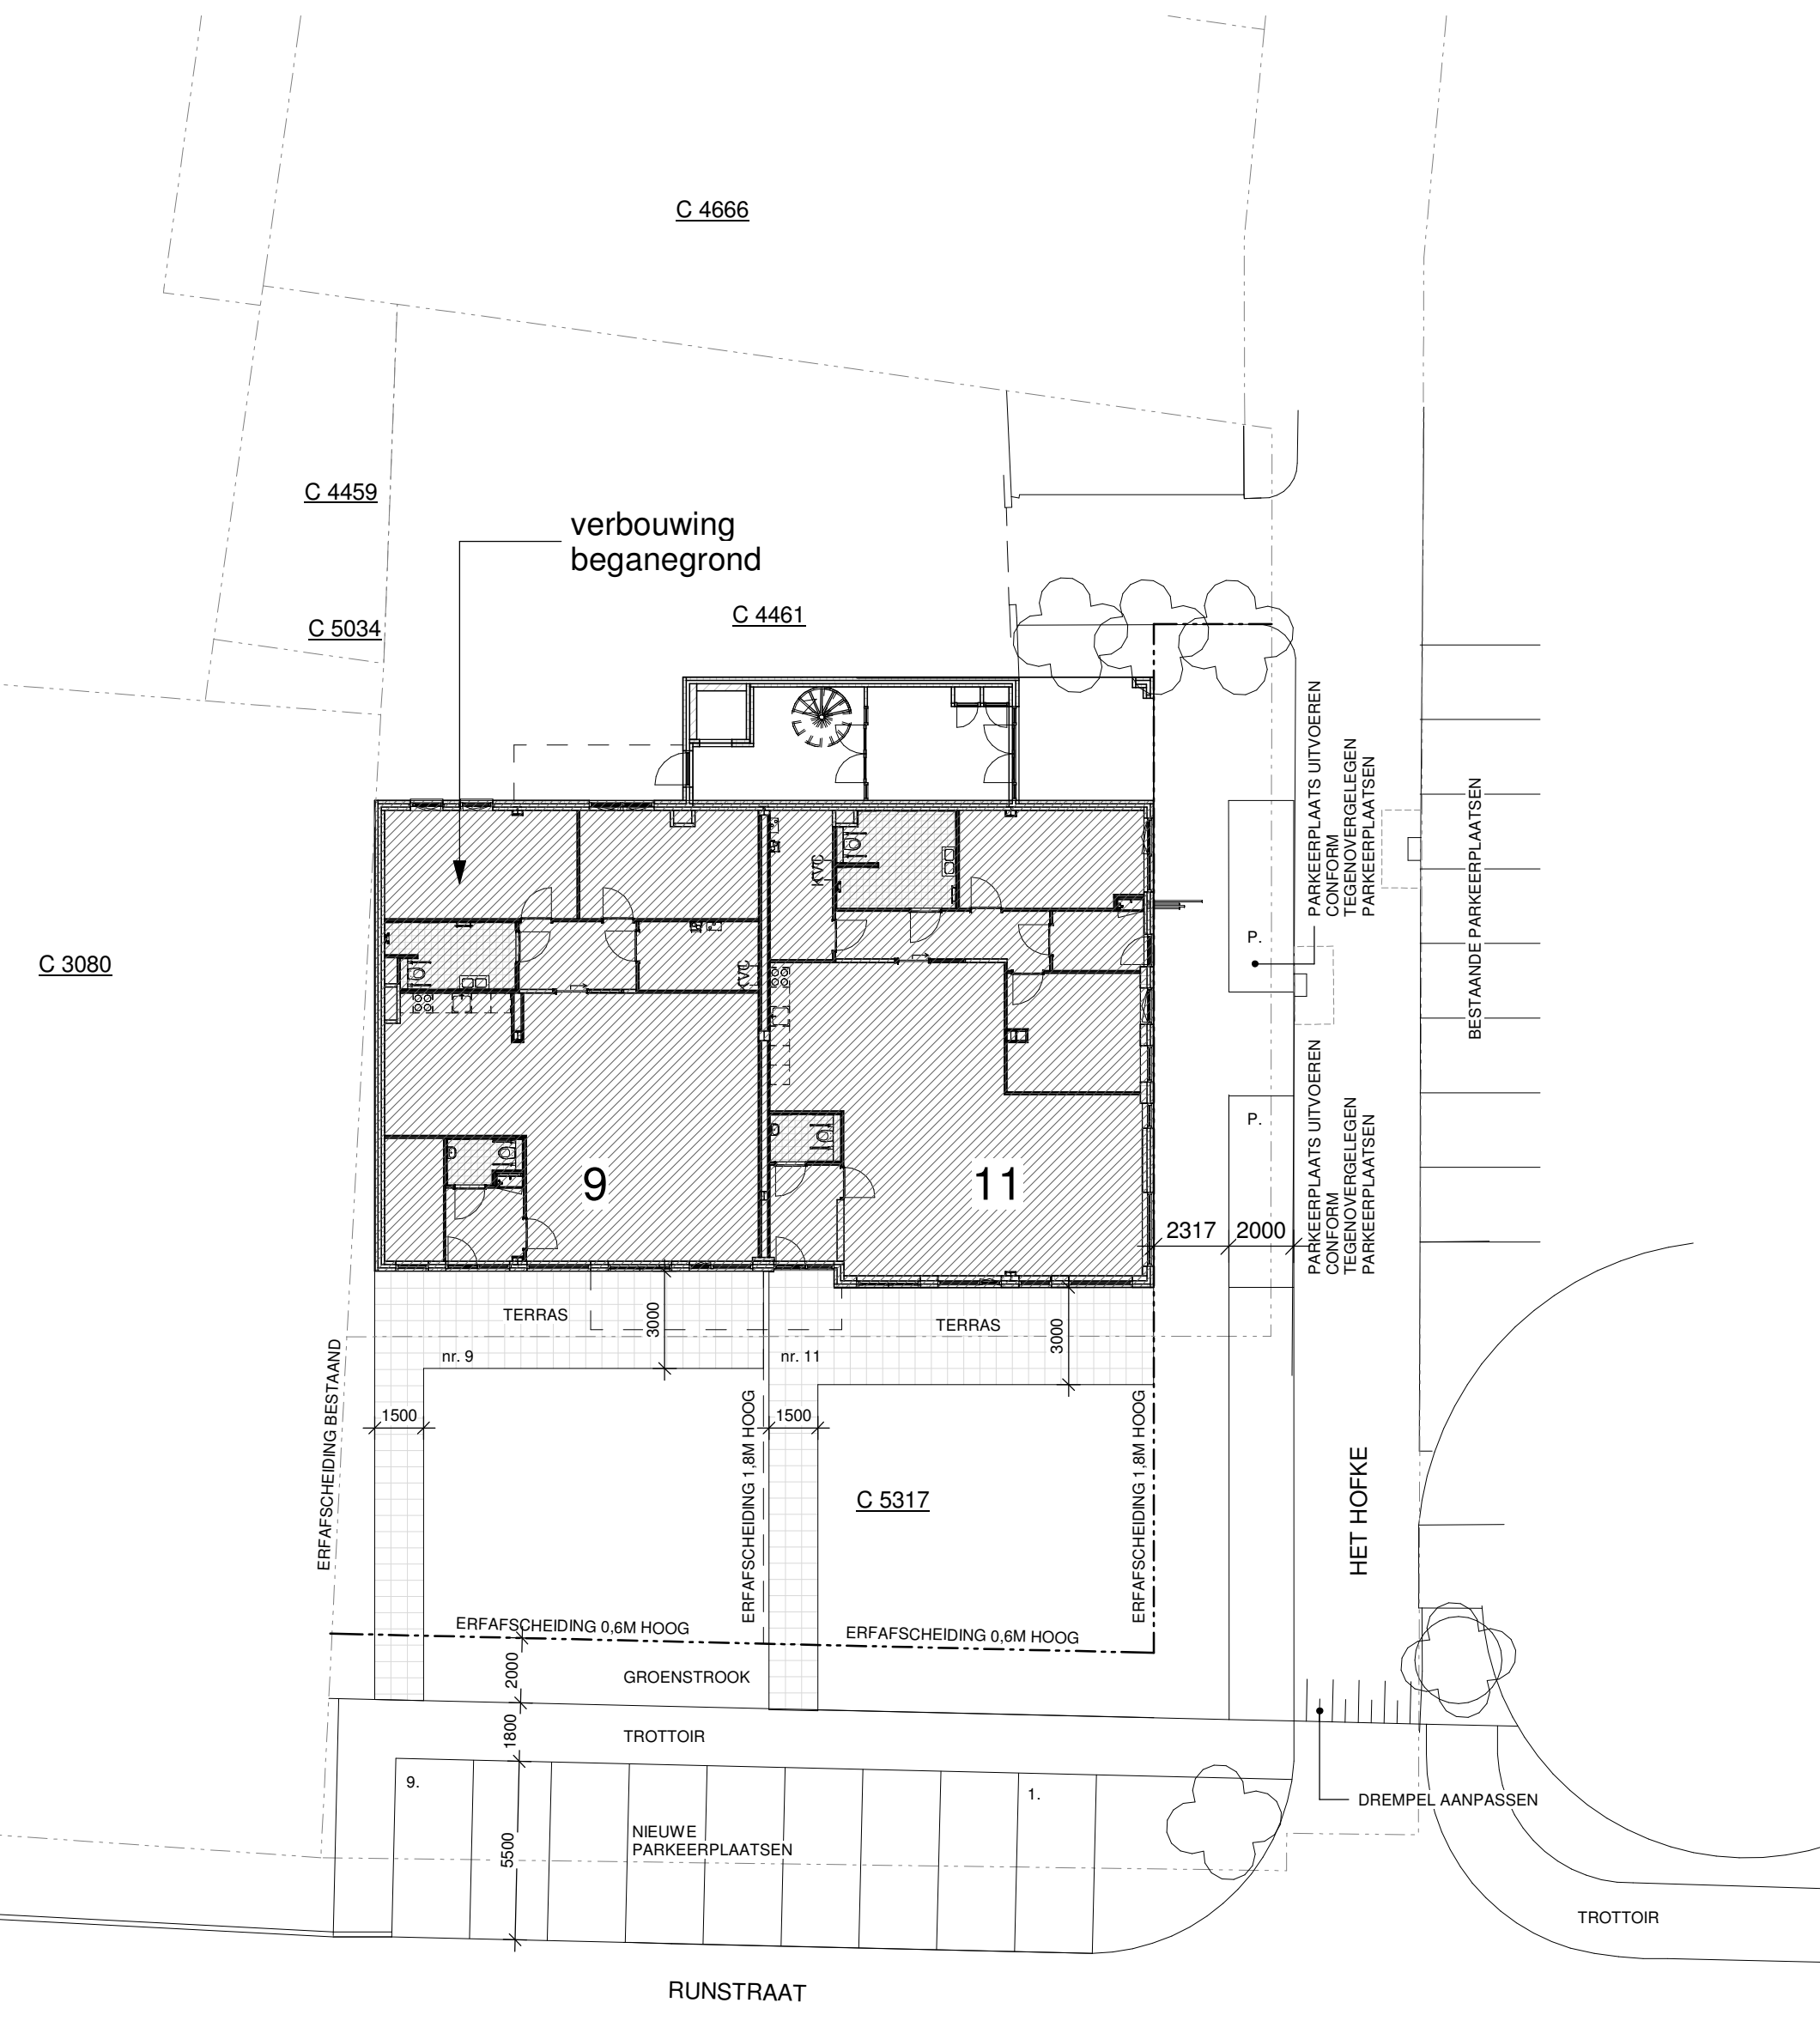 C 4666
C 4459
verbouwing
beganegrond
C 5034
C 4461
C 3080
KVC
KVC
9
11
P.
P.
PARKEERPLAATS UITVOEREN
CONFORM
TEGENOVERGELEGEN
PARKEERPLAATSEN
PARKEERPLAATS UITVOEREN
CONFORM
TEGENOVERGELEGEN
PARKEERPLAATSEN
BESTAANDE PARKEERPLAATSEN
2317
2000
TERRAS
3000
TERRAS
3000
nr. 9
nr. 11
1500
1500
ERFAFSCHEIDING BESTAAND
ERFAFSCHEIDING 1,8M HOOG
ERFAFSCHEIDING 1,8M HOOG
C 5317
HET HOFKE
ERFAFSCHEIDING 0,6M HOOG
ERFAFSCHEIDING 0,6M HOOG
2000
GROENSTROOK
1800
TROTTOIR
9.
1.
DREMPEL AANPASSEN
NIEUWE
PARKEERPLAATSEN
5500
TROTTOIR
RUNSTRAAT